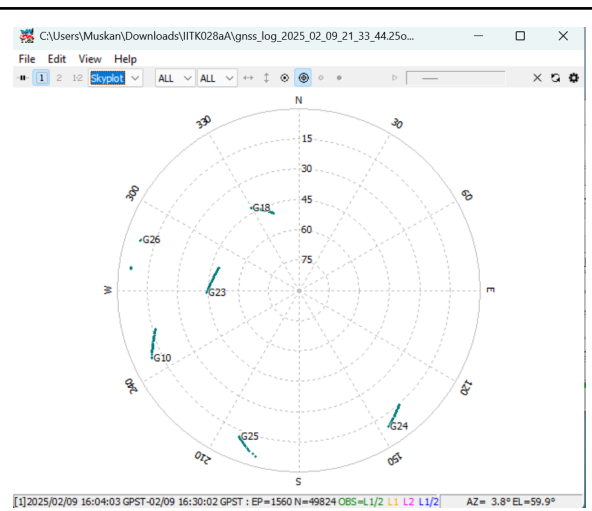 C:\Users\Muskan\Downloads\IITK028aA\gnss_log_2025_02_09_21_33_44.25o...
File Edit View Help
1 2 1-2 Skyplot ALL ALL
N
330 30
15
30
300 G18 45 60
G26 60
75
W G23 E
G10
240 120
G24
G25
210 150
S
[1]2025/02/09 16:04:03 GPST-02/09 16:30:02 GPST : EP=1560 N=49824 OBS=L1/2 L1 L2 L1/2 AZ= 3.8° EL=59.9°